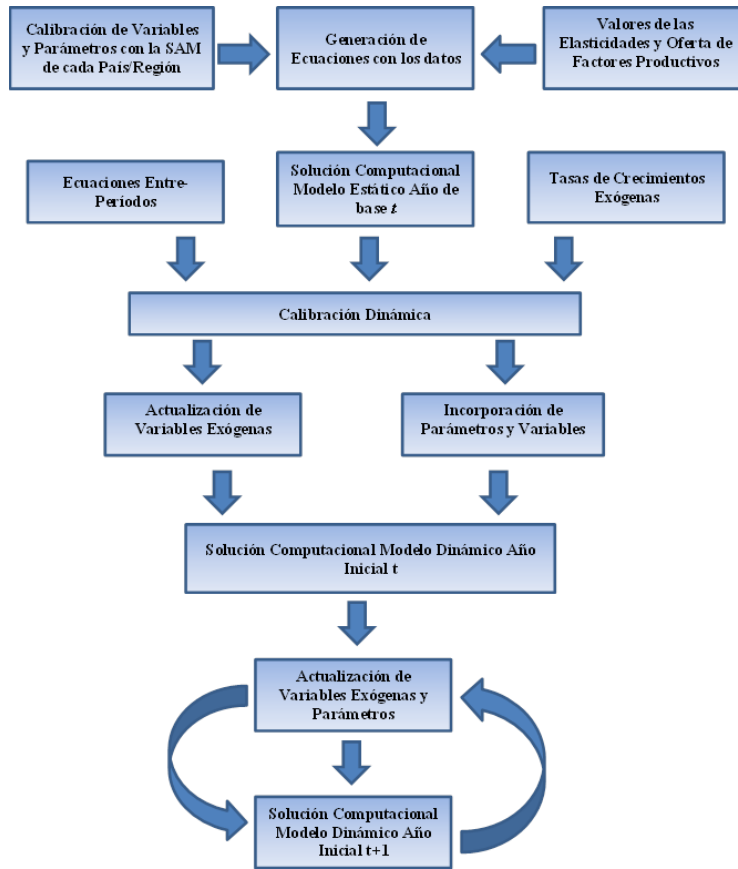 Calibración de Variables
y Parámetros con la SAM
de cada País/Región
Generación de
Ecuaciones con los datos
Valores de las
Elasticidades y Oferta de
Factores Productivos
Ecuaciones Entre-
Períodos
Solución Computacional
Modelo Estático Año de
base t
Tasas de Crecimientos
Exógenas
Calibración Dinámica
Actualización de
Variables Exógenas
Incorporación de
Parámetros y Variables
Solución Computacional Modelo Dinámico Año
Inicial t
Actualización de
Variables Exógenas y
Parámetros
Solución Computacional
Modelo Dinámico Año
Inicial t+1